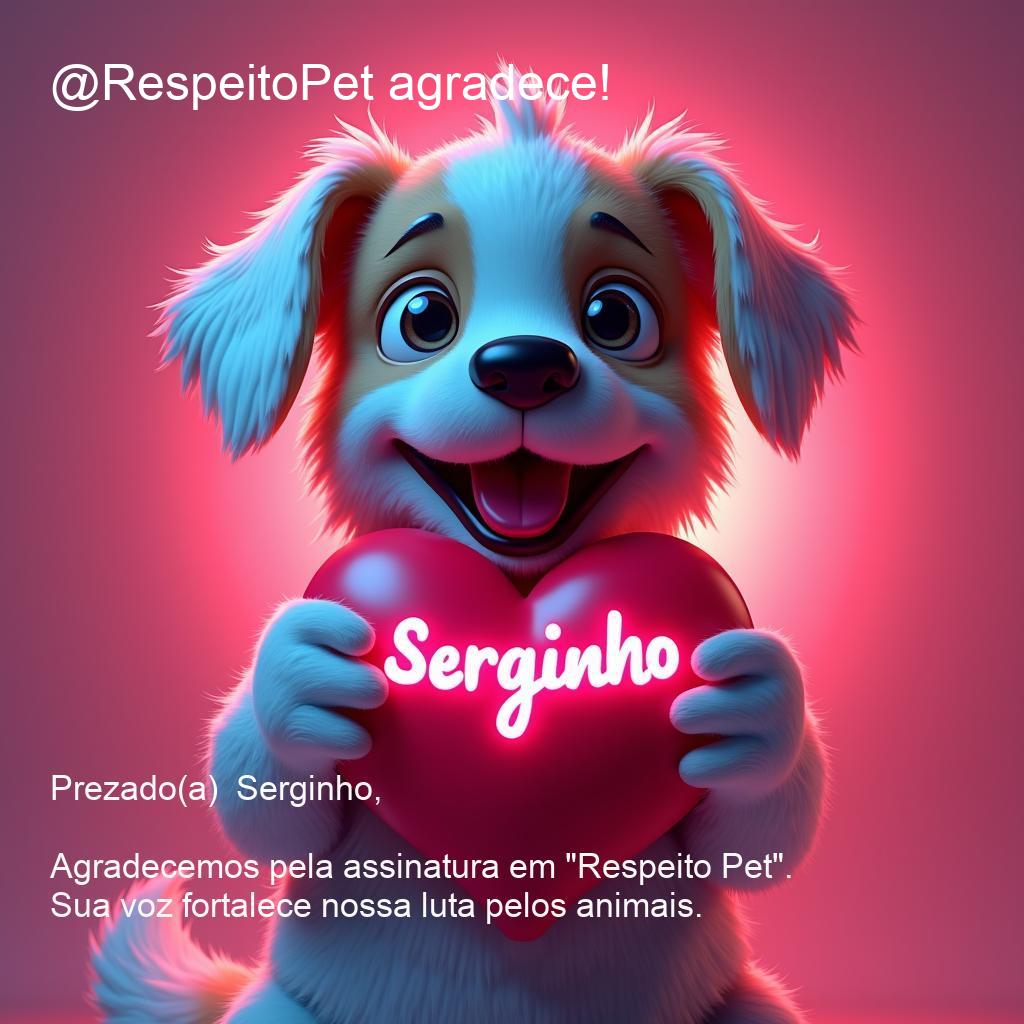 @RespeitoPet agradece!
Serginho
Prezado(a)  Serginho,
Agradecemos pela assinatura em "Respeito Pet".
Sua voz fortalece nossa luta pelos animais.